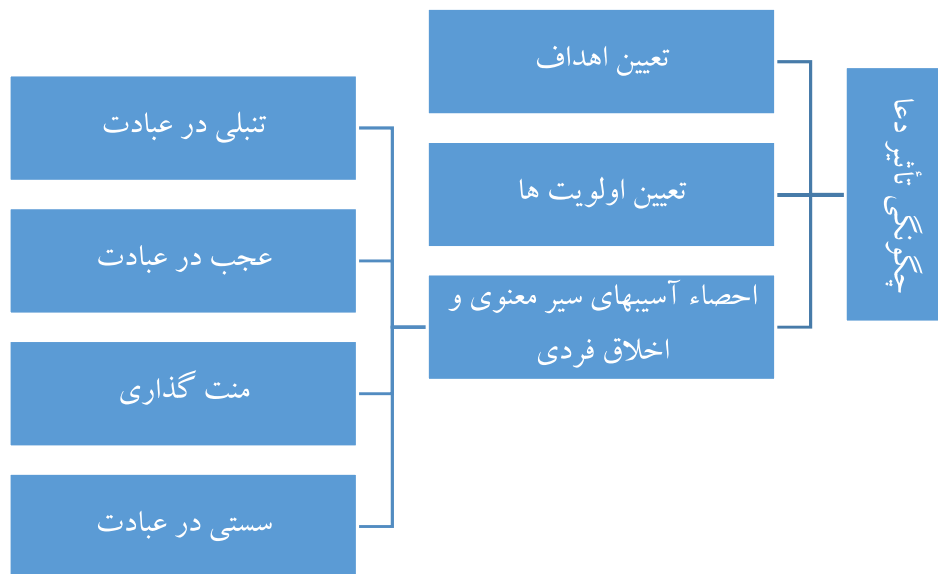 چگونگی تأثیر دعا
تعیین اهداف
تعیین اولویت ها
احصاء آسیبهای سیر معنوی و
اخلاق فردی
تنبلی در عبادت
عجب در عبادت
منت گذاری
سستی در عبادت